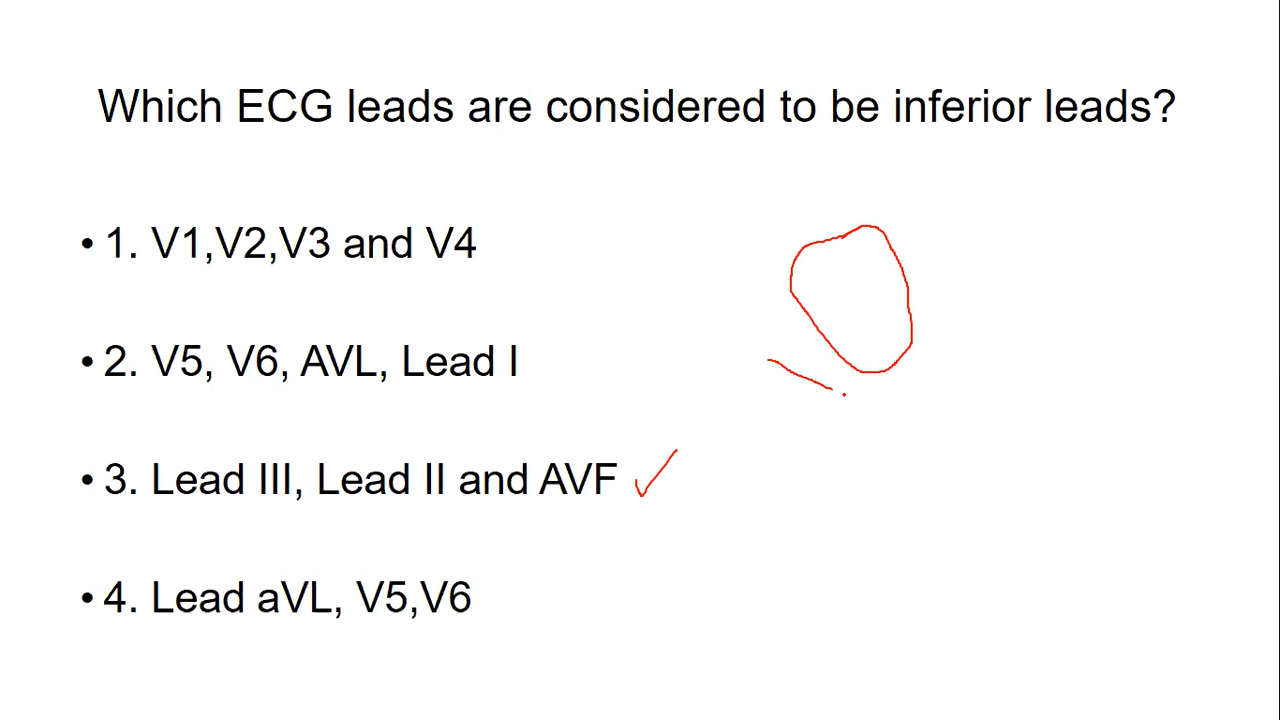 Which ECG leads are considered to be inferior leads?
• 1. V1,V2,V3 and V4
• 2. V5, V6, AVL, Lead I
• 3. Lead III, Lead II and AVF
• 4. Lead aVL, V5,V6